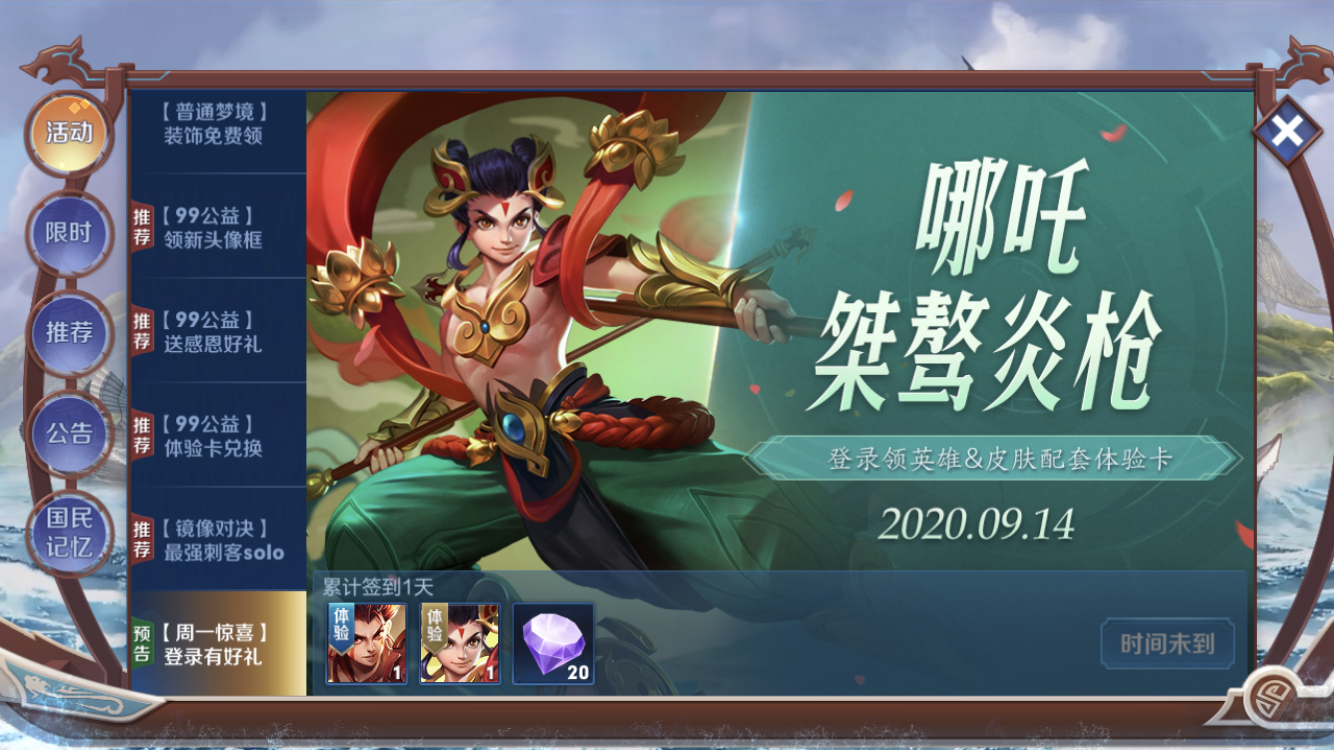 活动
限时
推荐
公告
国民
记忆
【普通梦境】
装饰免费领
推荐
【99公益】
领新头像框
推荐
【99公益】
送感恩好礼
推荐
【99公益】
体验卡兑换
推荐
【镜像对决】
最强刺客solo
预告
【周一惊喜】
登录有好礼
哪吒
桀骜炎枪
登录领英雄&皮肤配套体验卡
2020.09.14
累计签到1天
体验
1
体验
1
20
时间未到